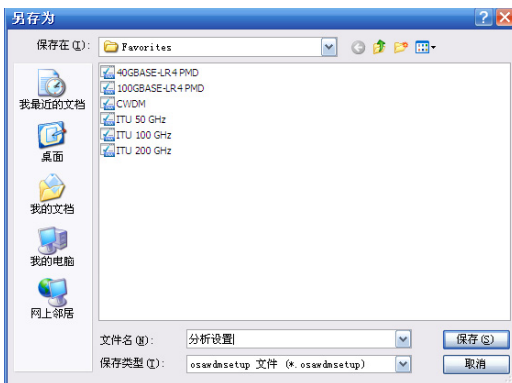 另存为
保存在(I):
Favorites
我最近的文档
桌面
我的文档
我的电脑
网上邻居
40GBASE-LR4 PMD
100GBASE-LR4 PMD
CWDM
ITU 50 GHz
ITU 100 GHz
ITU 200 GHz
文件名(N):
分析设置
保存(S)
保存类型(T):
osawdmsetup 文件 (*.osawdmsetup)
取消